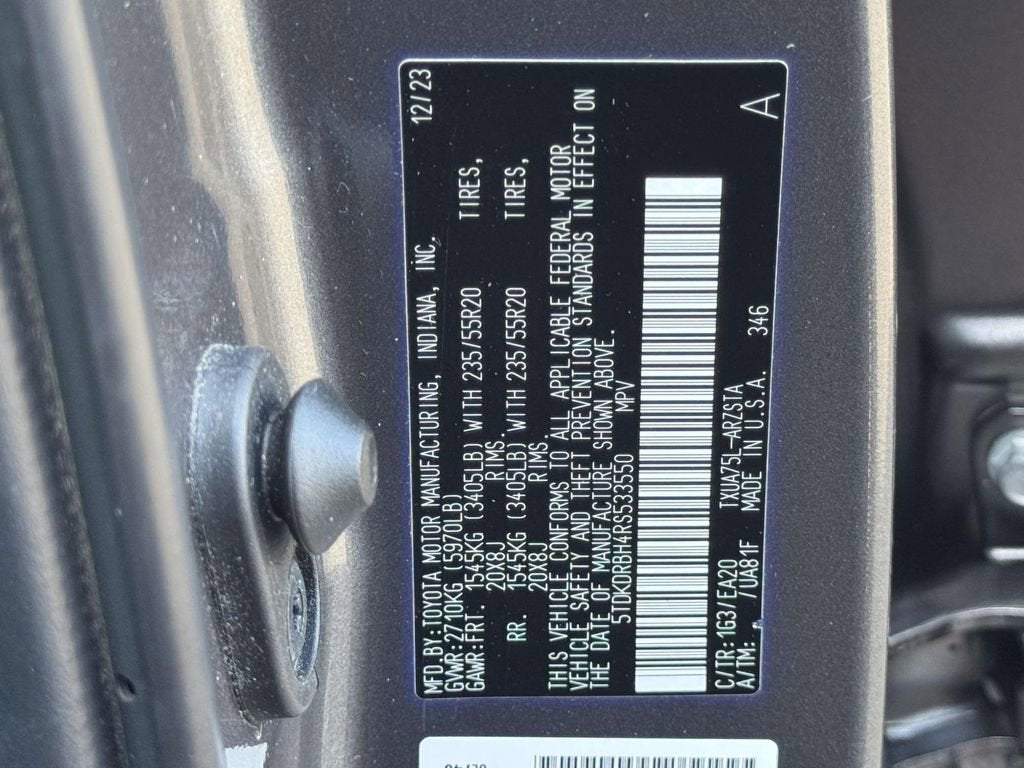 MFD.BY:TOYOTA MOTOR MANUFACTURING, INDIANA, INC, 12/23
GVWR:2710KG (5970LB)
GAWR:FRT. 1545KG (3405LB) WITH 235/55R20 TIRES,
20X8J RIMS.
RR. 1545KG (3405LB) WITH 235/55R20 TIRES,
20X8J RIMS.
THIS VEHICLE CONFORMS TO ALL APPLICABLE FEDERAL MOTOR
VEHICLE SAFETY AND THEFT PREVENTION STANDARDS IN EFFECT ON
THE DATE OF MANUFACTURE SHOWN ABOVE.
5TDKDRBH4RS533550 MPV
C/TR:1G3/EA20 TXUA75L-ARZSTA
A/TM: /UA81F MADE IN U.S.A. 346 A